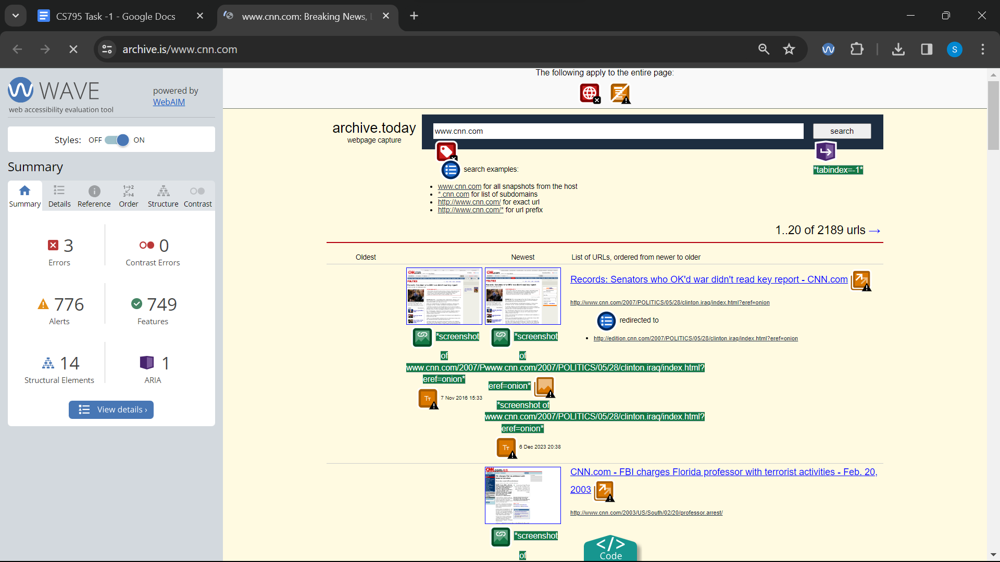 CS795 Task -1 - Google Docs
www.cnn.com: Breaking News,
archive.is/www.cnn.com
S
WAVE
web accessibility evaluation tool
powered by
WebAIM
Styles: OFF ON
Summary
Summary Details Reference Order Structure Contrast
3
Errors
0
Contrast Errors
776
Alerts
749
Features
14
Structural Elements
1
ARIA
View details ›
The following apply to the entire page:
archive.today
webpage capture
www.cnn.com
search
*tabindex=-1*
search examples:
• www.cnn.com for all snapshots from the host
• *.cnn.com for list of subdomains
• http://www.cnn.com/ for exact url
• http://www.cnn.com/* for url prefix
1..20 of 2189 urls →
Oldest Newest List of URLs, ordered from newer to older
Records: Senators who OK'd war didn't read key report - CNN.com
http://www.cnn.com/2007/POLITICS/05/28/clinton.iraq/index.html?eref=onion
redirected to
• http://edition.cnn.com/2007/POLITICS/05/28/clinton.iraq/index.html?eref=onion
*screenshot
of
www.cnn.com/2007/P
eref=onion*
7 Nov 2016 15:33
*screenshot
of
www.cnn.com/2007/POLITICS/05/28/clinton.iraq/index.html?
eref=onion*
*screenshot of
www.cnn.com/2007/POLITICS/05/28/clinton.iraq/index.html?
eref=onion*
6 Dec 2023 20:38
CNN.com - FBI charges Florida professor with terrorist activities - Feb. 20,
2003
http://www.cnn.com/2003/US/South/02/20/professor.arrest/
*screenshot
of
</>
Code